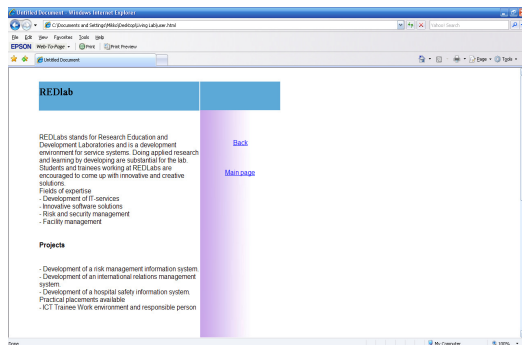 Untitled Document - Windows Internet Explorer
C:\Documents and Settings\Mikko\Desktop\Living Lab\user.html
Yahoo! Search
File Edit View Favorites Tools Help
EPSON Web-To-Page Print Print Preview
Untitled Document
Page Tools
REDlab
REDLabs stands for Research Education and
Development Laboratories and is a development
environment for service systems. Doing applied research
and learning by developing are substantial for the lab.
Students and trainees working at REDLabs are
encouraged to come up with innovative and creative
solutions.
Fields of expertise
- Development of IT-services
- Innovative software solutions
- Risk and security management
- Facility management
Back
Main page
Projects
- Development of a risk management information system.
- Development of an international relations management
system.
- Development of a hospital safety information system.
Practical placements available
- ICT Trainee Work environment and responsible person
Done
My Computer
100%